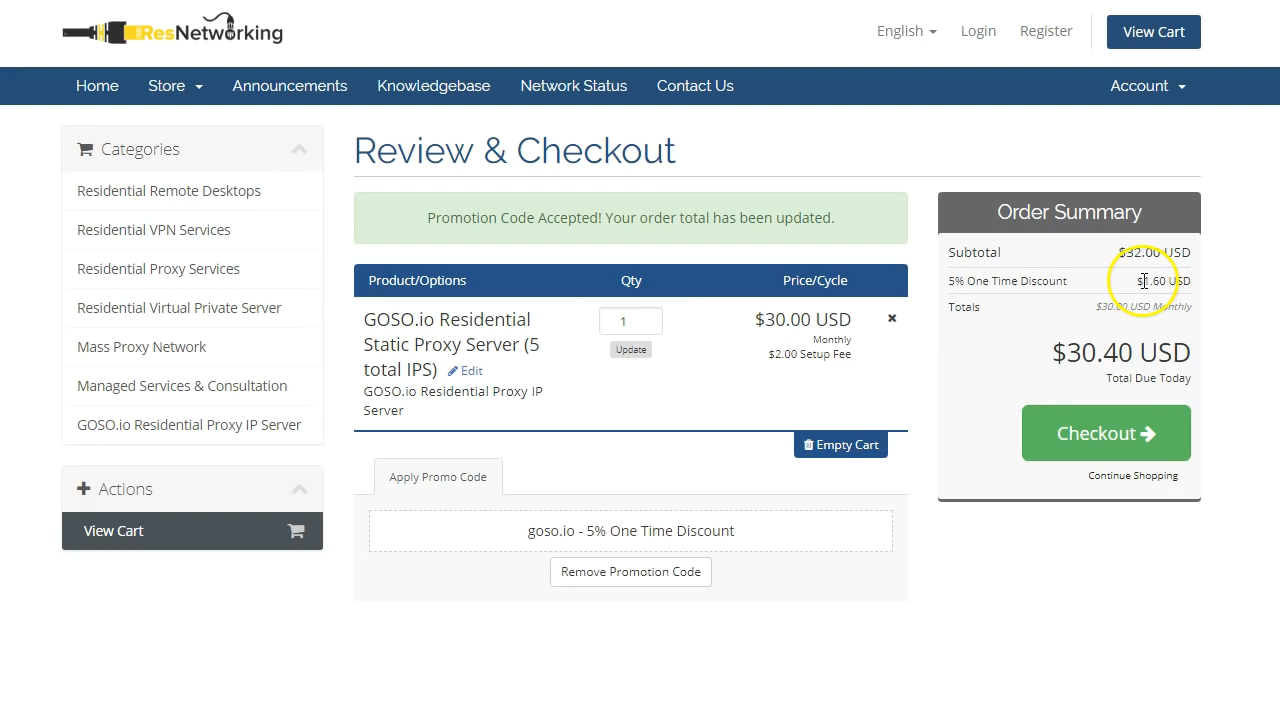 ResNetworking
English
Login
Register
View Cart
Home
Store
Announcements
Knowledgebase
Network Status
Contact Us
Account
Categories
Residential Remote Desktops
Residential VPN Services
Residential Proxy Services
Residential Virtual Private Server
Mass Proxy Network
Managed Services & Consultation
GOSO.io Residential Proxy IP Server
Actions
View Cart
Review & Checkout
Promotion Code Accepted! Your order total has been updated.
Product/Options Qty Price/Cycle
GOSO.io Residential
Static Proxy Server (5
total IPS) Edit
GOSO.io Residential Proxy IP
Server
1
Update
$30.00 USD
Monthly
$2.00 Setup Fee
Empty Cart
Apply Promo Code
goso.io - 5% One Time Discount
Remove Promotion Code
Order Summary
Subtotal $32.00 USD
5% One Time Discount $1.60 USD
Totals $30.00 USD Monthly
$30.40 USD
Total Due Today
Checkout
Continue Shopping